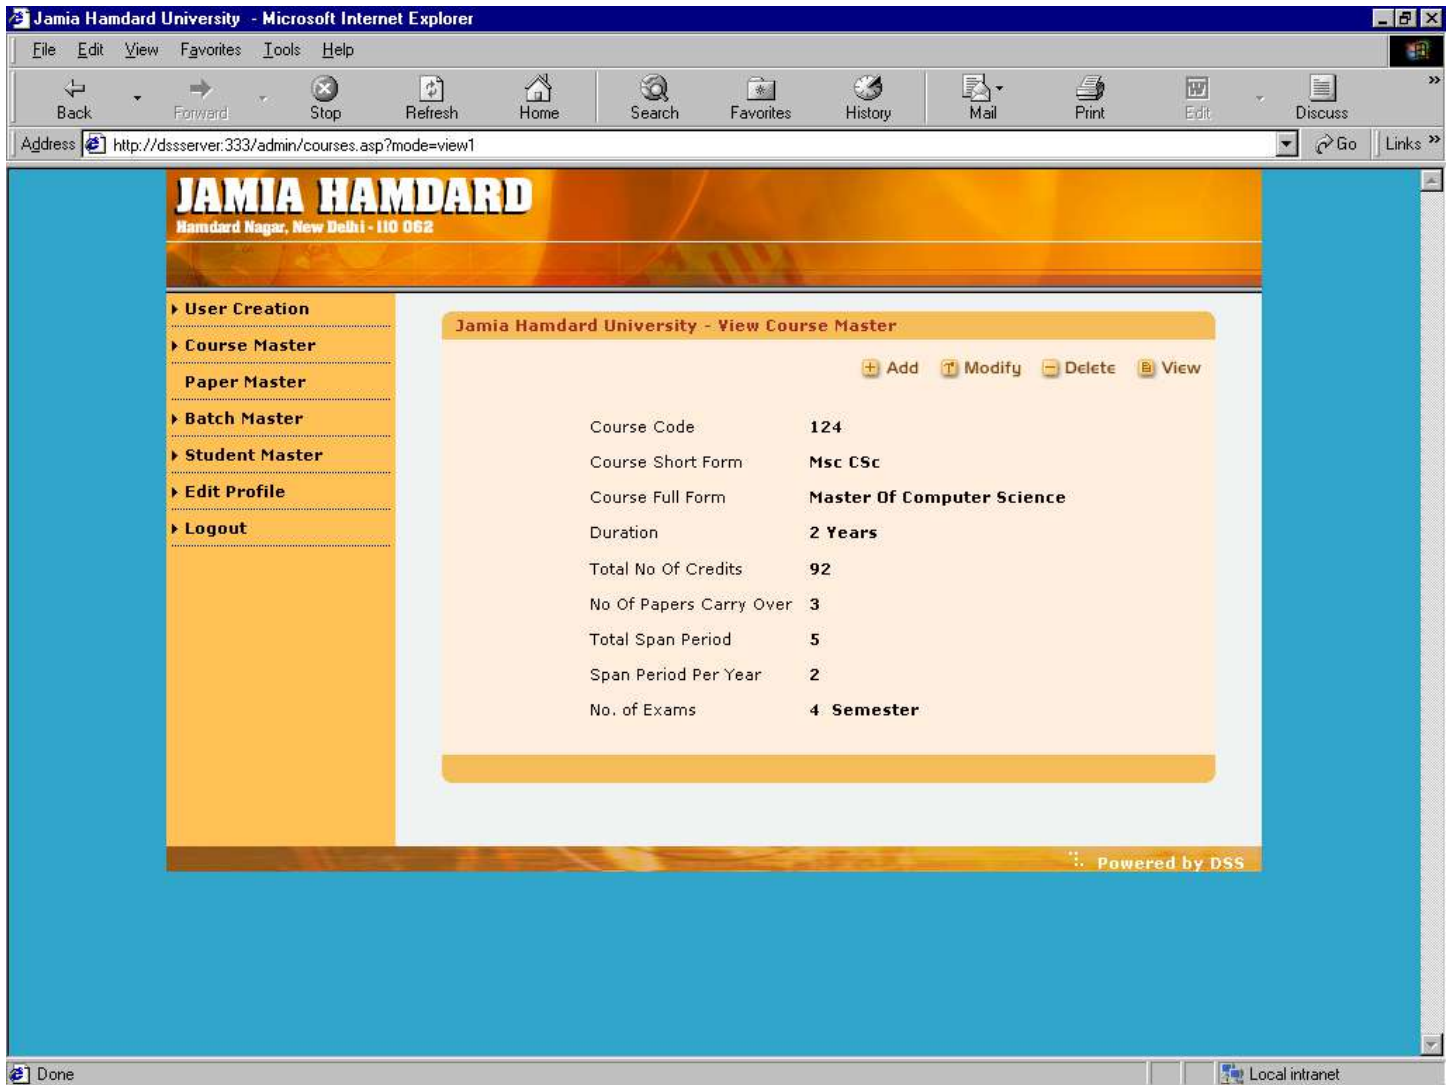 Jamia Hamdard University - Microsoft Internet Explorer
File Edit View Favorites Tools Help
Back Forward Stop Refresh Home Search Favorites History Mail Print Edit Discuss »
Address http://dssserver:333/admin/courses.asp?mode=view1 Go Links »
JAMIA HAMDARD
Hamdard Nagar, New Delhi - 110 062
User Creation
Course Master
Paper Master
Batch Master
Student Master
Edit Profile
Logout
Jamia Hamdard University - View Course Master
Add Modify Delete View
Course Code 124
Course Short Form Msc CSc
Course Full Form Master Of Computer Science
Duration 2 Years
Total No Of Credits 92
No Of Papers Carry Over 3
Total Span Period 5
Span Period Per Year 2
No. of Exams 4 Semester
Powered by DSS
Done Local intranet